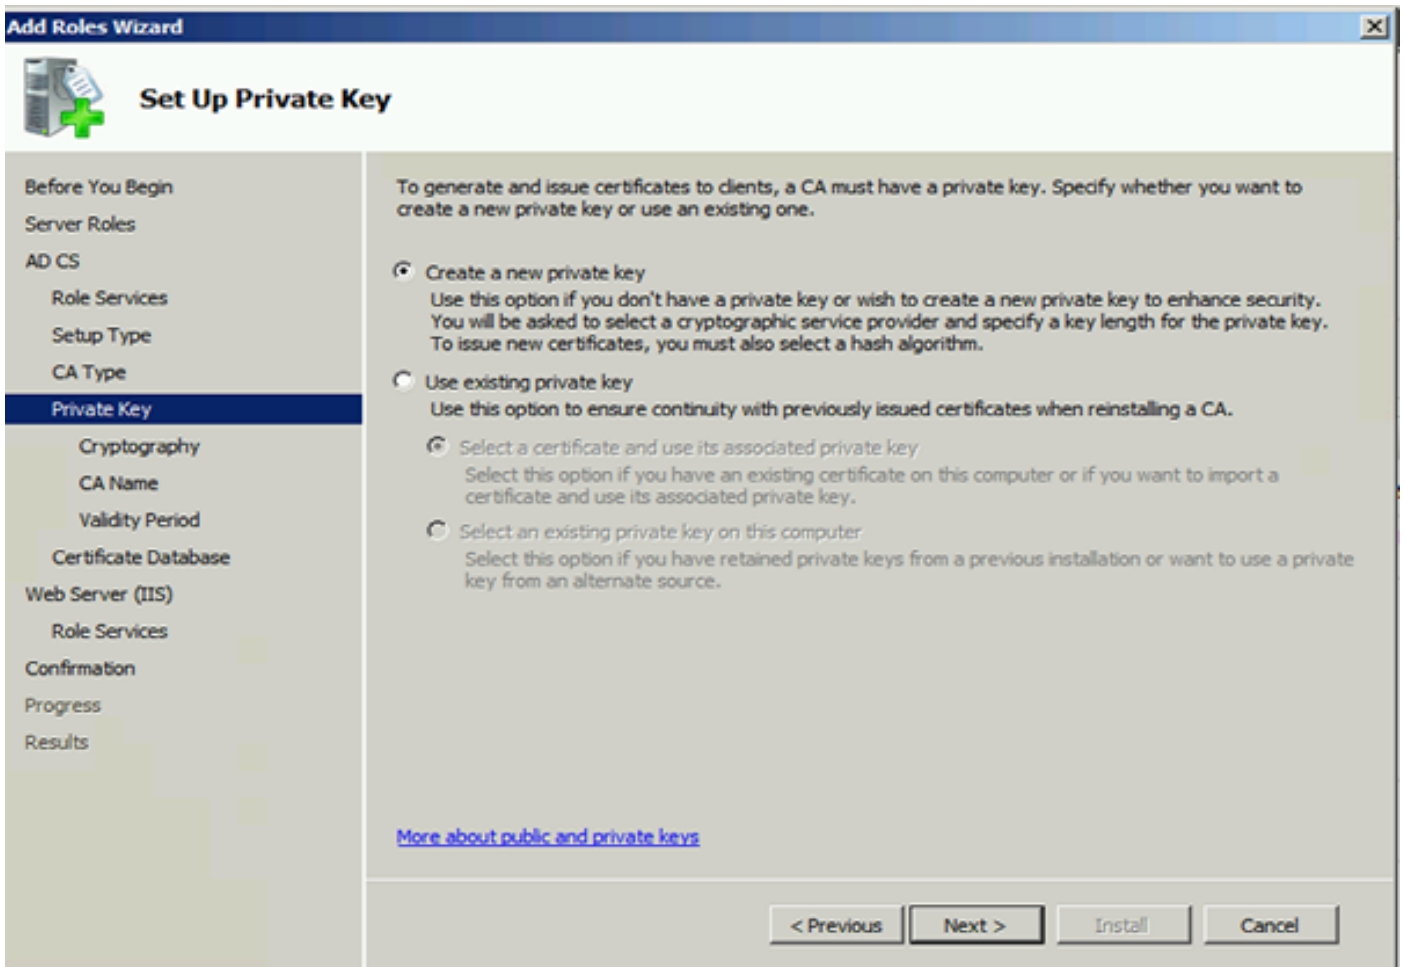 Add Roles Wizard
Set Up Private Key
Before You Begin
Server Roles
AD CS
Role Services
Setup Type
CA Type
Private Key
Cryptography
CA Name
Validity Period
Certificate Database
Web Server (IIS)
Role Services
Confirmation
Progress
Results
To generate and issue certificates to clients, a CA must have a private key. Specify whether you want to
create a new private key or use an existing one.
Create a new private key
Use this option if you don't have a private key or wish to create a new private key to enhance security.
You will be asked to select a cryptographic service provider and specify a key length for the private key.
To issue new certificates, you must also select a hash algorithm.
Use existing private key
Use this option to ensure continuity with previously issued certificates when reinstalling a CA.
Select a certificate and use its associated private key
Select this option if you have an existing certificate on this computer or if you want to import a
certificate and use its associated private key.
Select an existing private key on this computer
Select this option if you have retained private keys from a previous installation or want to use a private
key from an alternate source.
More about public and private keys
< Previous
Next >
Install
Cancel